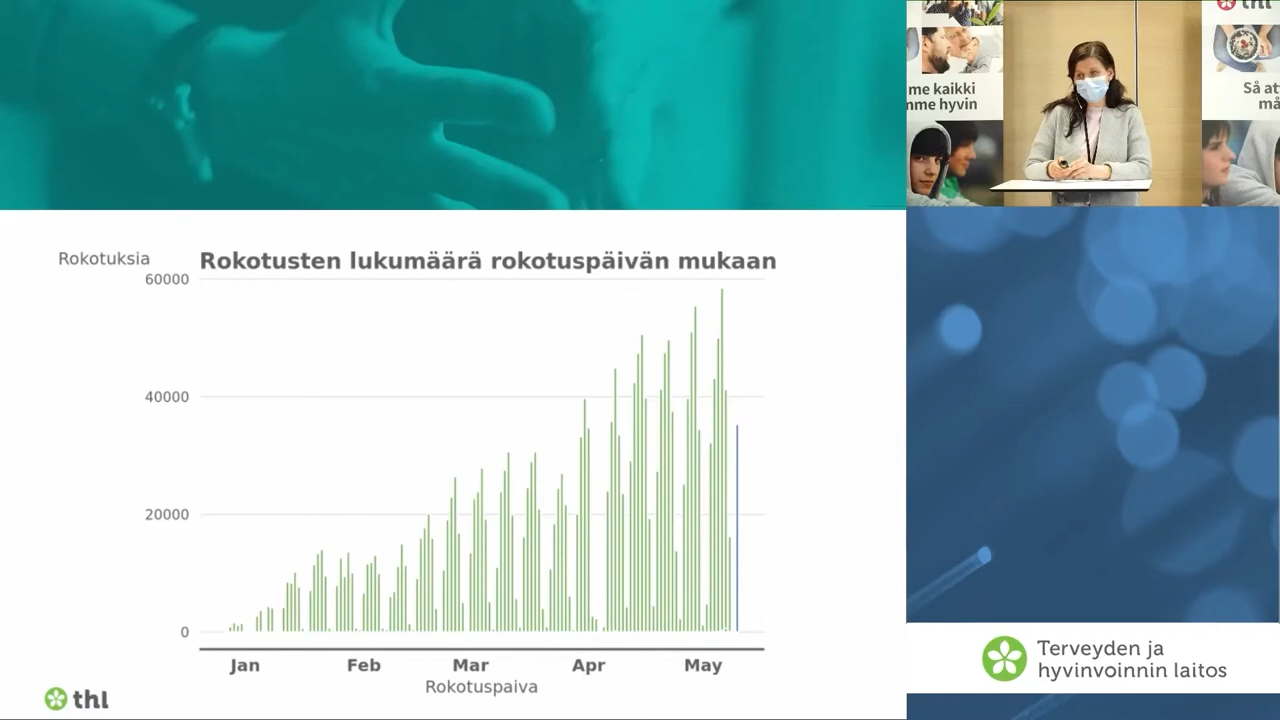 thl
me kaikki
mme hyvin
Så at
må
Rokotuksia
Rokotusten lukumäärä rokotuspäivän mukaan
60000
40000
20000
0
Jan Feb Mar Apr May
Rokotuspaiva
thl
Terveyden ja
hyvinvoinnin laitos